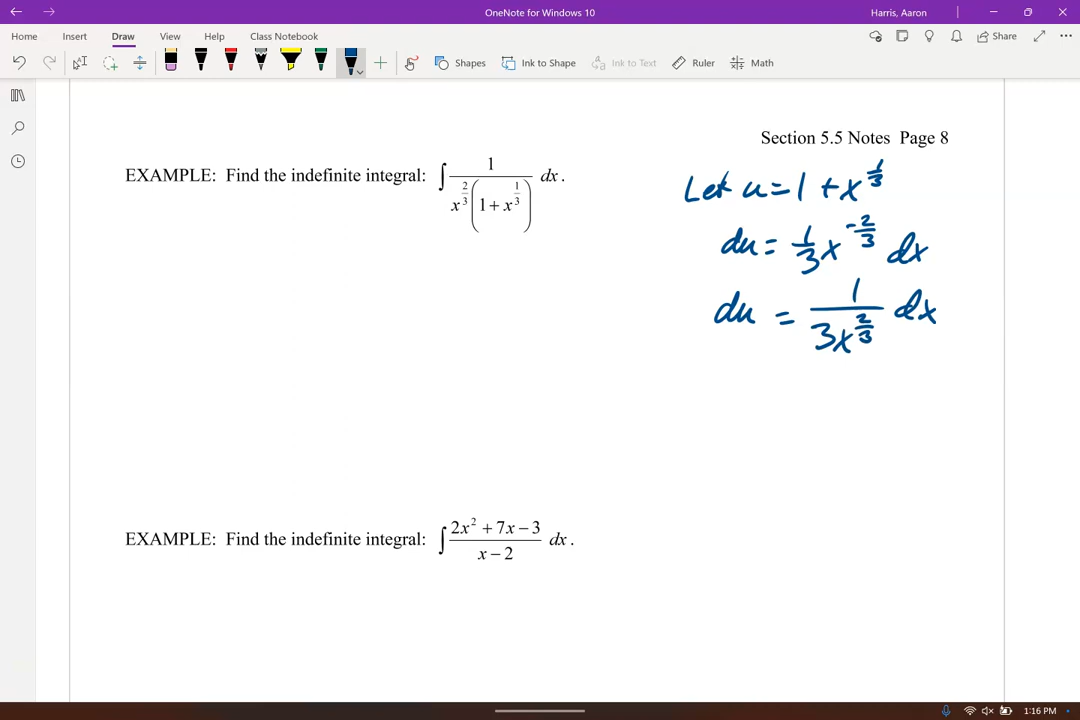 OneNote for Windows 10
Harris, Aaron
Home Insert Draw View Help Class Notebook
Share
Shapes Ink to Shape Ink to Text Ruler Math
Section 5.5 Notes Page 8
EXAMPLE: Find the indefinite integral: ∫ 1/(x^(2/3)(1 + x^(1/3))) dx.
Let u = 1 + x^(1/3)
du = 1/3 x^(-2/3) dx
du = 1/(3x^(2/3)) dx
EXAMPLE: Find the indefinite integral: ∫ (2x² + 7x − 3)/(x − 2) dx.
1:16 PM